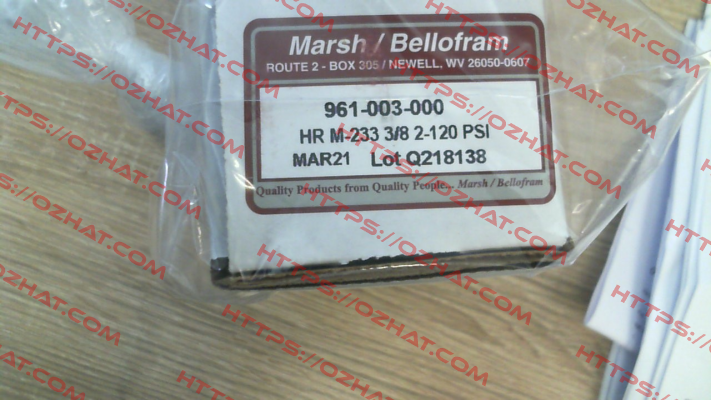 Marsh / Bellofram
ROUTE 2 - BOX 305 / NEWELL, WV 26050-0607
961-003-000
HR M-233 3/8 2-120 PSI
MAR21 Lot Q218138
Quality Products from Quality People... Marsh / Bellofram
HTTPS://OZHAT.COM